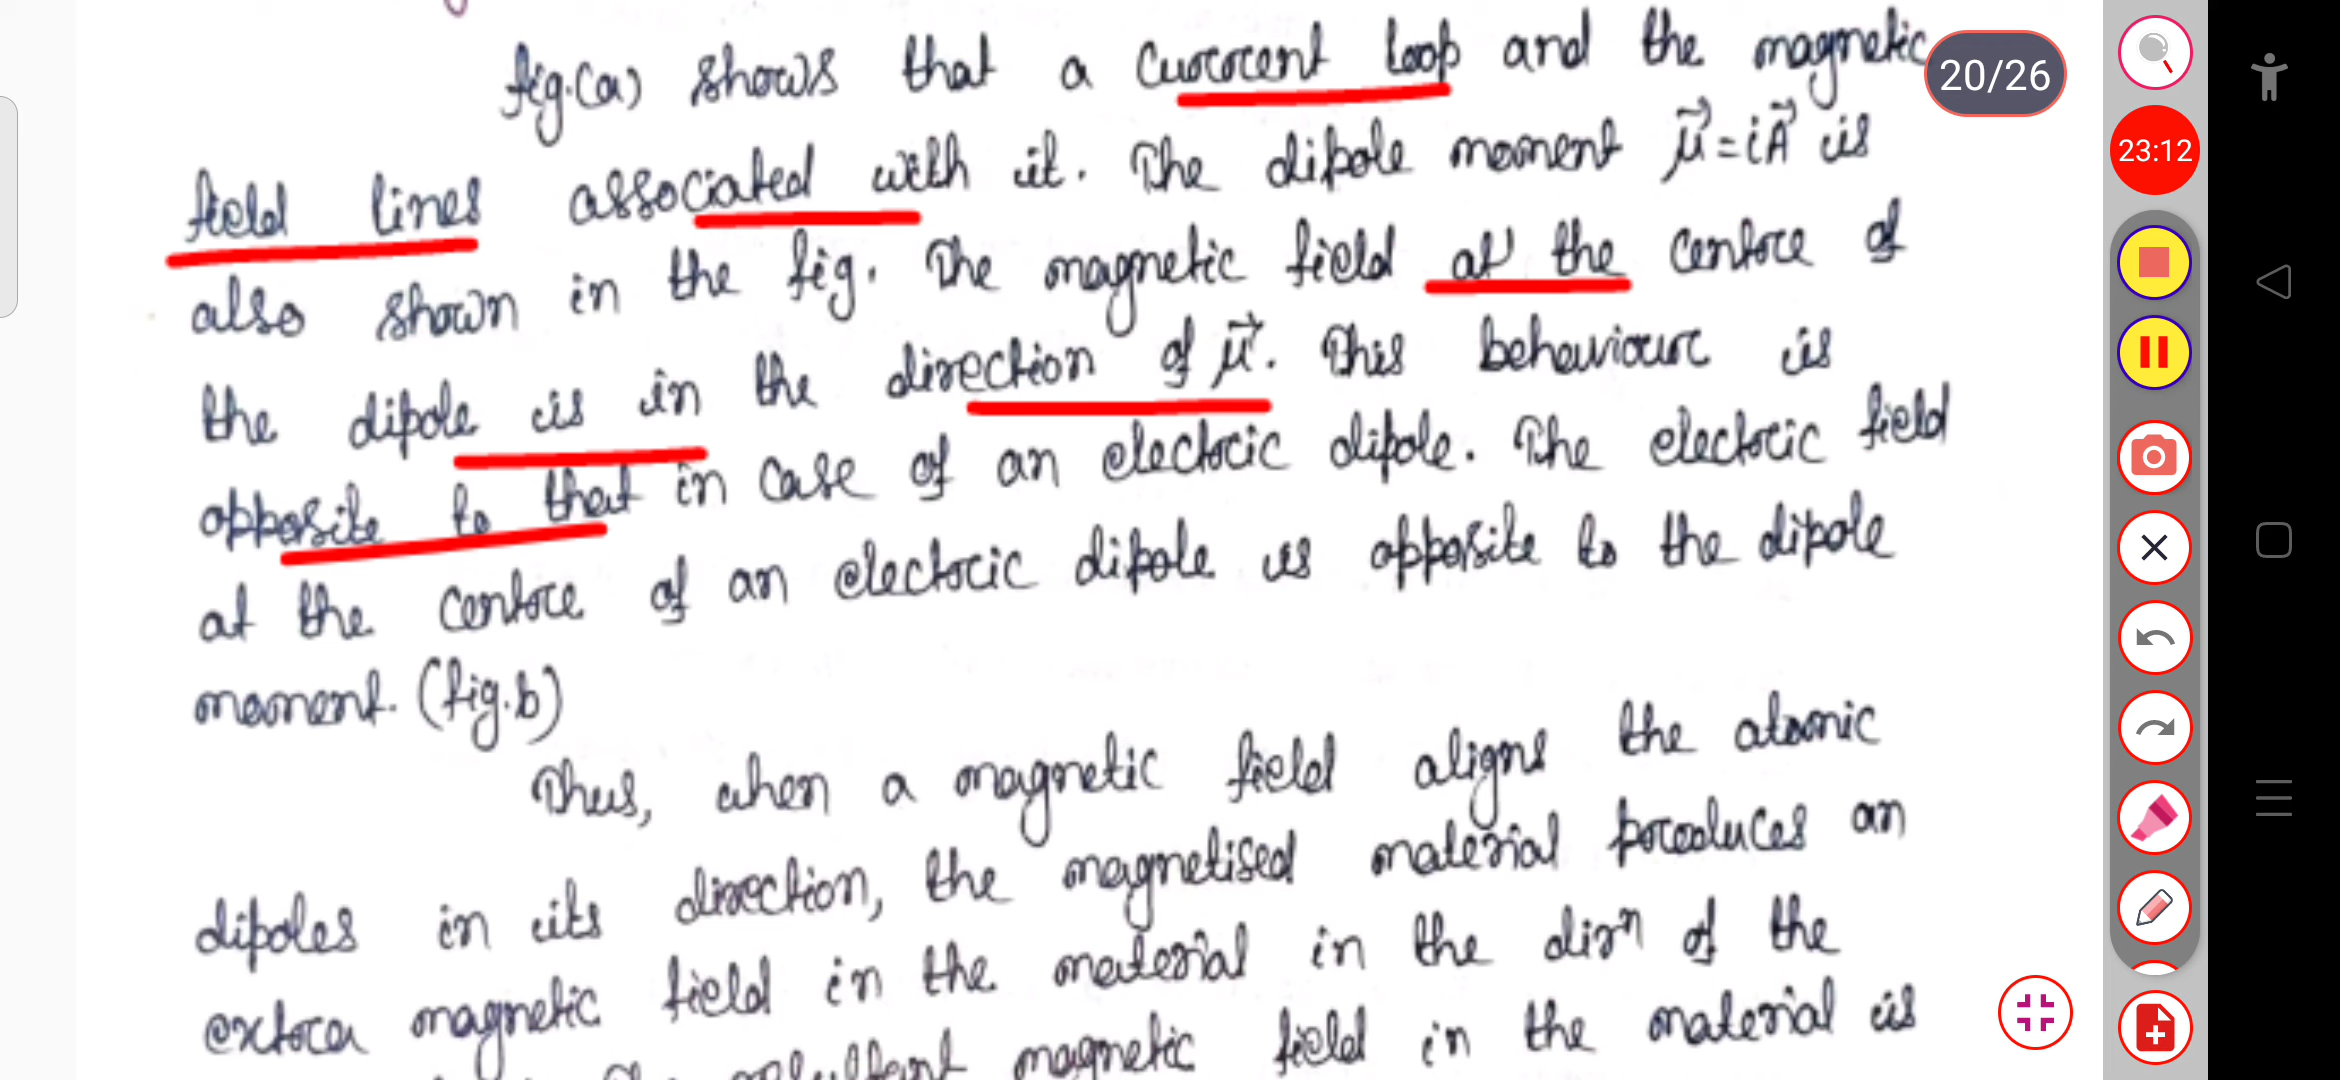 fig.(a) shows that a current loop and the magnetic
20/26
23:12
field lines associated with it. The dipole moment μ⃗=iA⃗ is
also shown in the fig. The magnetic field at the centre of
the dipole is in the direction of μ⃗. This behaviour is
opposite to that in case of an electric dipole. The electric field
at the centre of an electric dipole is opposite to the dipole
moment. (fig.b)
Thus, when a magnetic field aligns the atomic
dipoles in its direction, the magnetised material produces an
extra magnetic field in the material in the dirn of the
resultant magnetic field in the material is